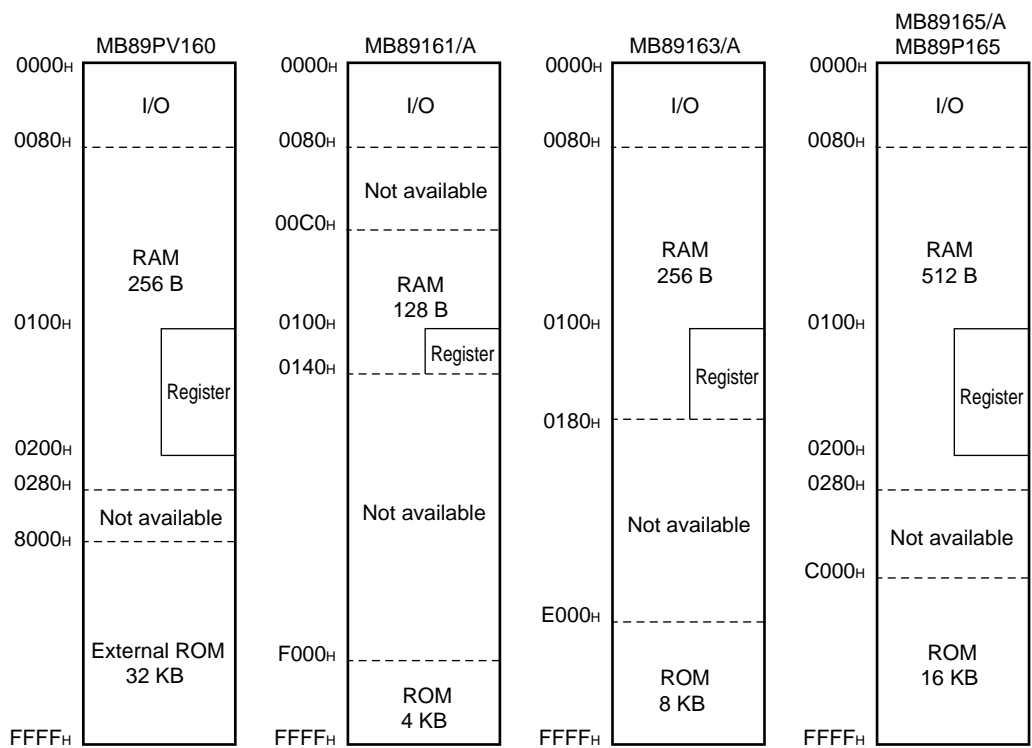 MB89PV160
0000H
I/O
0080H
RAM
256 B
0100H
Register
0200H
0280H
Not available
8000H
External ROM
32 KB
FFFFH
MB89161/A
0000H
I/O
0080H
Not available
00C0H
RAM
128 B
0100H
Register
0140H
Not available
F000H
ROM
4 KB
FFFFH
MB89163/A
0000H
I/O
0080H
RAM
256 B
0100H
Register
0180H
Not available
E000H
ROM
8 KB
FFFFH
MB89165/A
MB89P165
0000H
I/O
0080H
RAM
512 B
0100H
Register
0200H
0280H
Not available
C000H
ROM
16 KB
FFFFH